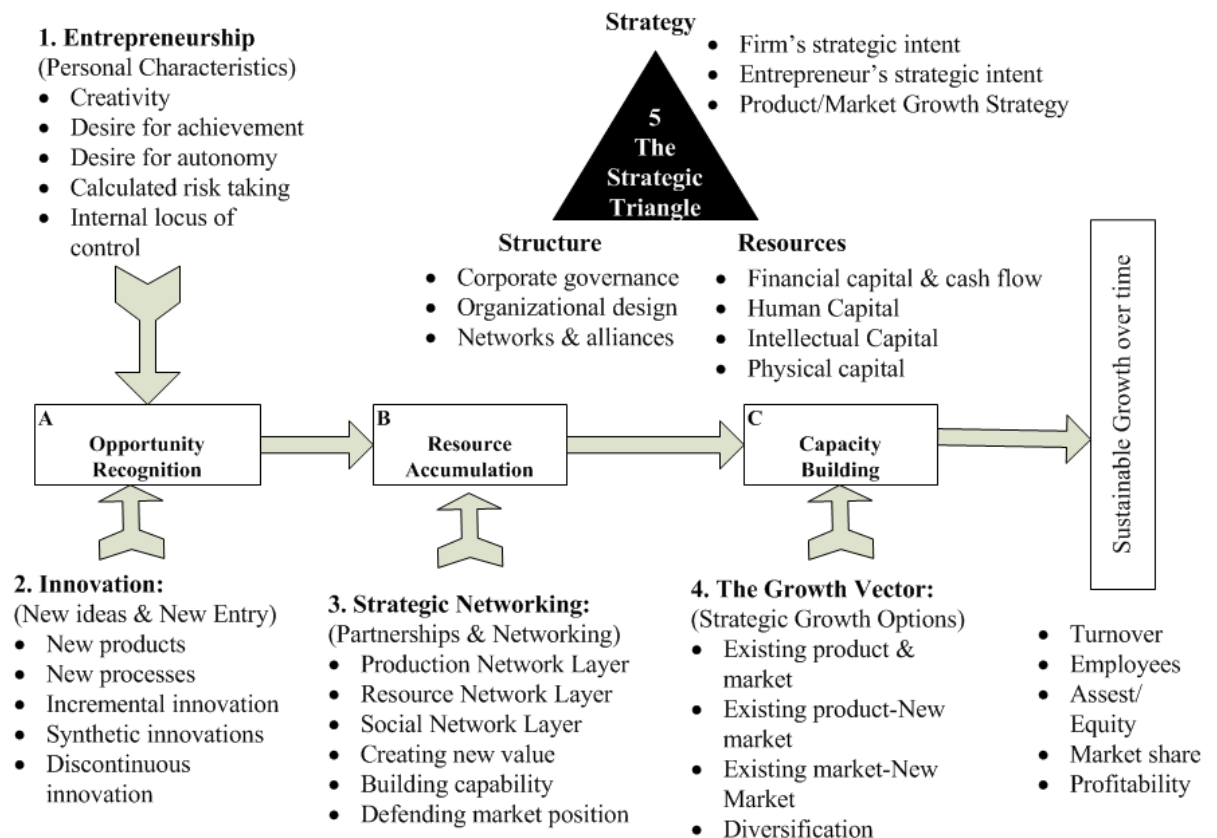 1. Entrepreneurship
(Personal Characteristics)
• Creativity
• Desire for achievement
• Desire for autonomy
• Calculated risk taking
• Internal locus of
control
Strategy
• Firm's strategic intent
• Entrepreneur's strategic intent
• Product/Market Growth Strategy
5
The
Strategic
Triangle
Structure
• Corporate governance
• Organizational design
• Networks & alliances
Resources
• Financial capital & cash flow
• Human Capital
• Intellectual Capital
• Physical capital
A
Opportunity
Recognition
B
Resource
Accumulation
C
Capacity
Building
Sustainable Growth over time
2. Innovation:
(New ideas & New Entry)
• New products
• New processes
• Incremental innovation
• Synthetic innovations
• Discontinuous
innovation
3. Strategic Networking:
(Partnerships & Networking)
• Production Network Layer
• Resource Network Layer
• Social Network Layer
• Creating new value
• Building capability
• Defending market position
4. The Growth Vector:
(Strategic Growth Options)
• Existing product &
market
• Existing product-New
market
• Existing market-New
Market
• Diversification
• Turnover
• Employees
• Assest/
Equity
• Market share
• Profitability